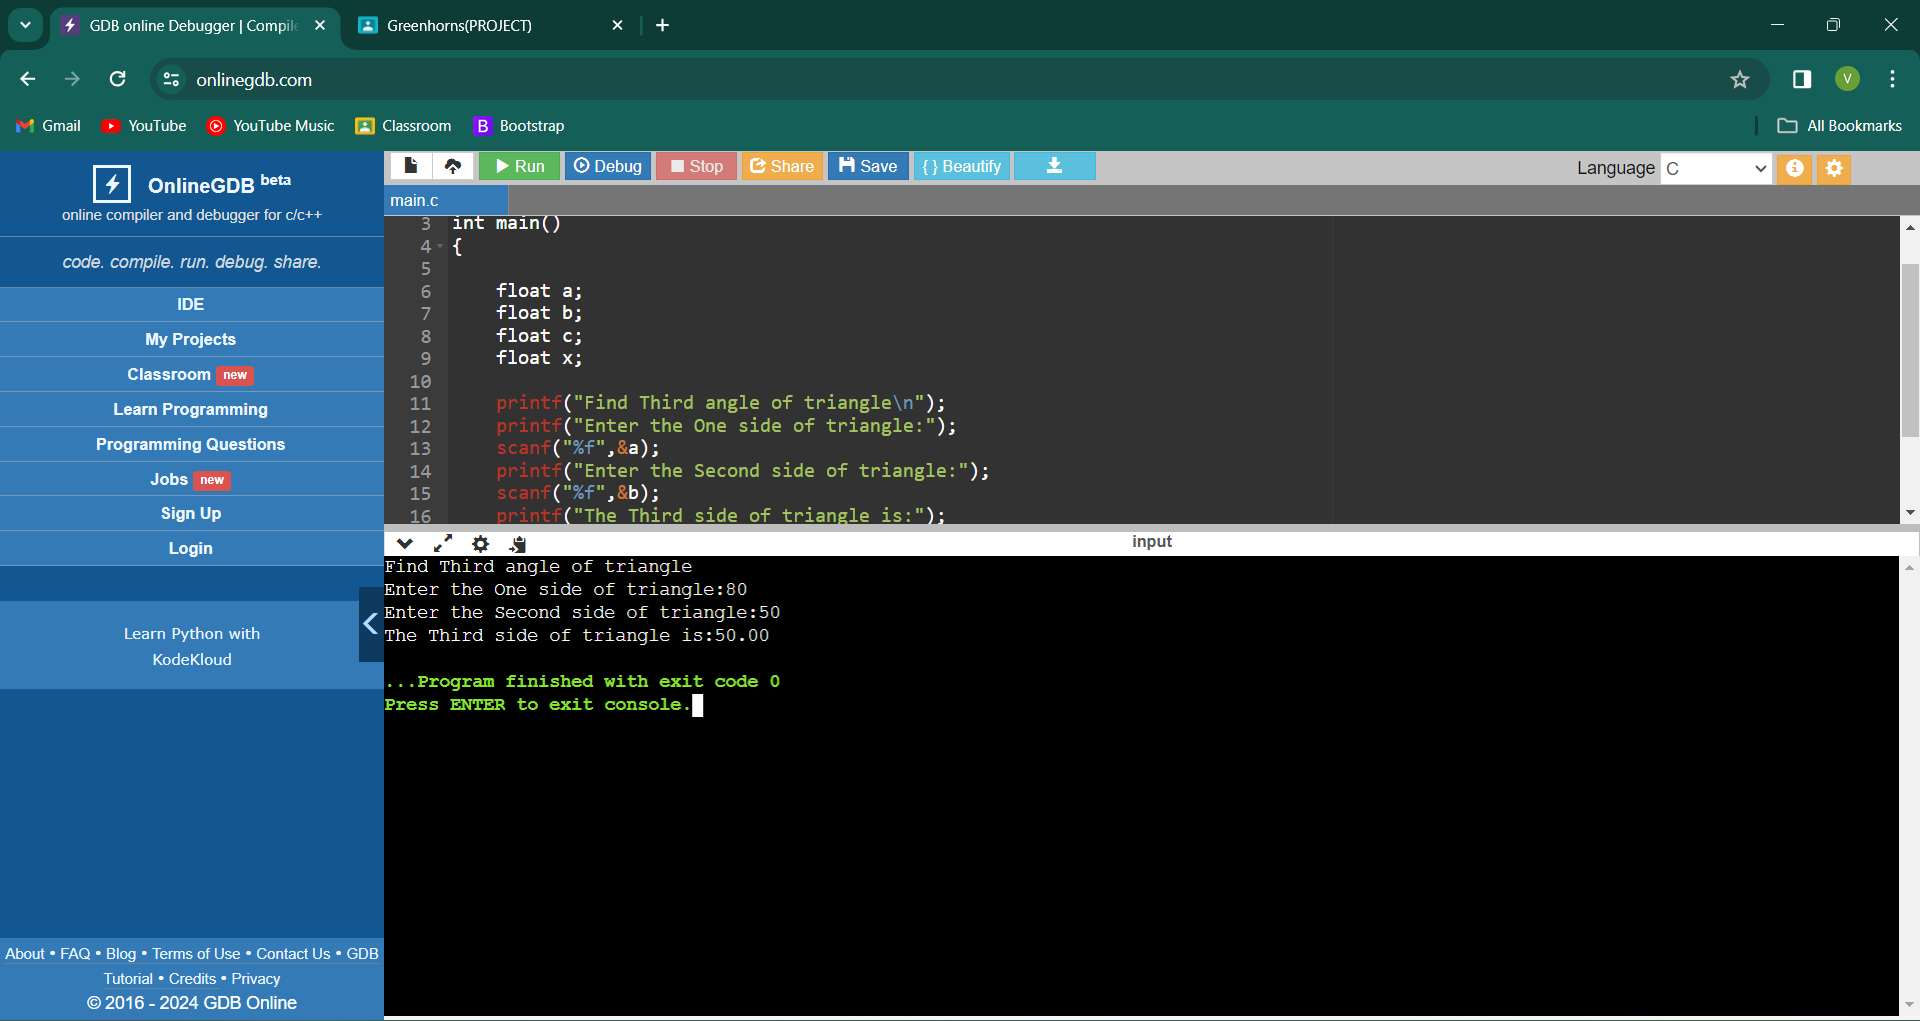 GDB online Debugger | Compile
Greenhorns(PROJECT)
onlinegdb.com
V
Gmail
YouTube
YouTube Music
Classroom
B Bootstrap
All Bookmarks
OnlineGDB beta
online compiler and debugger for c/c++
code. compile. run. debug. share.
IDE
My Projects
Classroom new
Learn Programming
Programming Questions
Jobs new
Sign Up
Login
Learn Python with
KodeKloud
About • FAQ • Blog • Terms of Use • Contact Us • GDB
Tutorial • Credits • Privacy
© 2016 - 2024 GDB Online
Run
Debug
Stop
Share
Save
{ } Beautify
Language C
main.c
3 int main()
4 {
5
6 float a;
7 float b;
8 float c;
9 float x;
10
11 printf("Find Third angle of triangle\n");
12 printf("Enter the One side of triangle:");
13 scanf("%f",&a);
14 printf("Enter the Second side of triangle:");
15 scanf("%f",&b);
16 printf("The Third side of triangle is:");
input
Find Third angle of triangle
Enter the One side of triangle:80
Enter the Second side of triangle:50
The Third side of triangle is:50.00
...Program finished with exit code 0
Press ENTER to exit console.